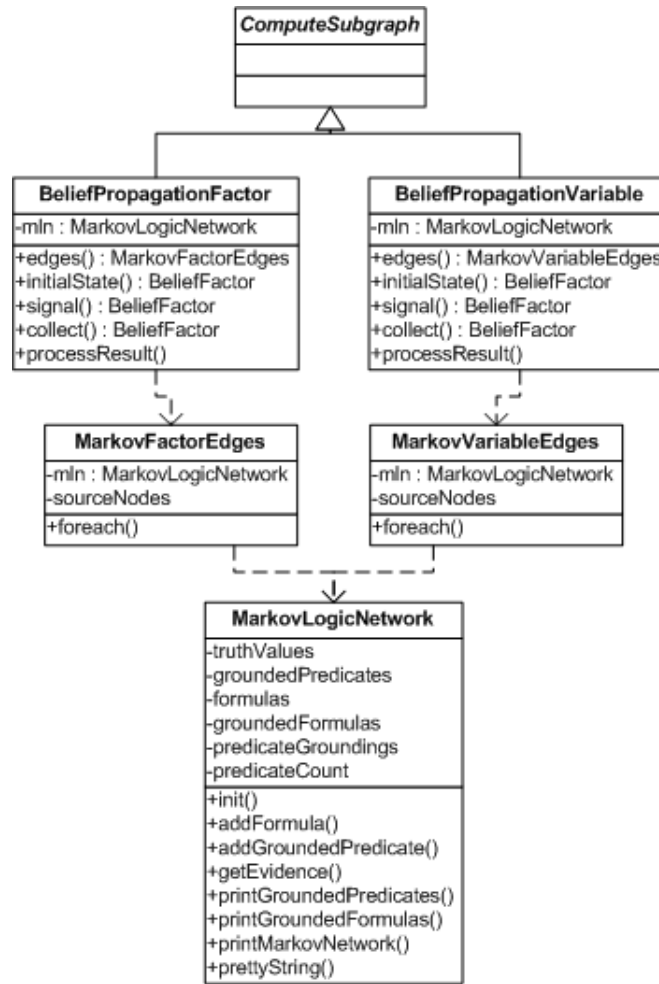 ComputeSubgraph
BeliefPropagationFactor
-mln : MarkovLogicNetwork
+edges() : MarkovFactorEdges
+initialState() : BeliefFactor
+signal() : BeliefFactor
+collect() : BeliefFactor
+processResult()
BeliefPropagationVariable
-mln : MarkovLogicNetwork
+edges() : MarkovVariableEdges
+initialState() : BeliefFactor
+signal() : BeliefFactor
+collect() : BeliefFactor
+processResult()
MarkovFactorEdges
-mln : MarkovLogicNetwork
-sourceNodes
+foreach()
MarkovVariableEdges
-mln : MarkovLogicNetwork
-sourceNodes
+foreach()
MarkovLogicNetwork
-truthValues
-groundedPredicates
-formulas
-groundedFormulas
-predicateGroundings
-predicateCount
+init()
+addFormula()
+addGroundedPredicate()
+getEvidence()
+printGroundedPredicates()
+printGroundedFormulas()
+printMarkovNetwork()
+prettyString()